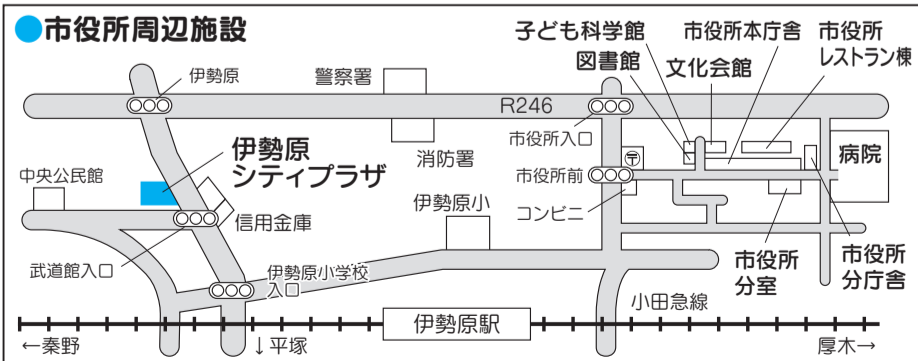 ●市役所周辺施設
子ども科学館
市役所本庁舎
市役所
レストラン棟
図書館
文化会館
伊勢原
警察署
R246
市役所入口
消防署
伊勢原
シティプラザ
中央公民館
〒
市役所前
病院
信用金庫
伊勢原小
コンビニ
武道館入口
伊勢原小学校
入口
市役所
分室
市役所
分庁舎
小田急線
伊勢原駅
←秦野
↓平塚
厚木→